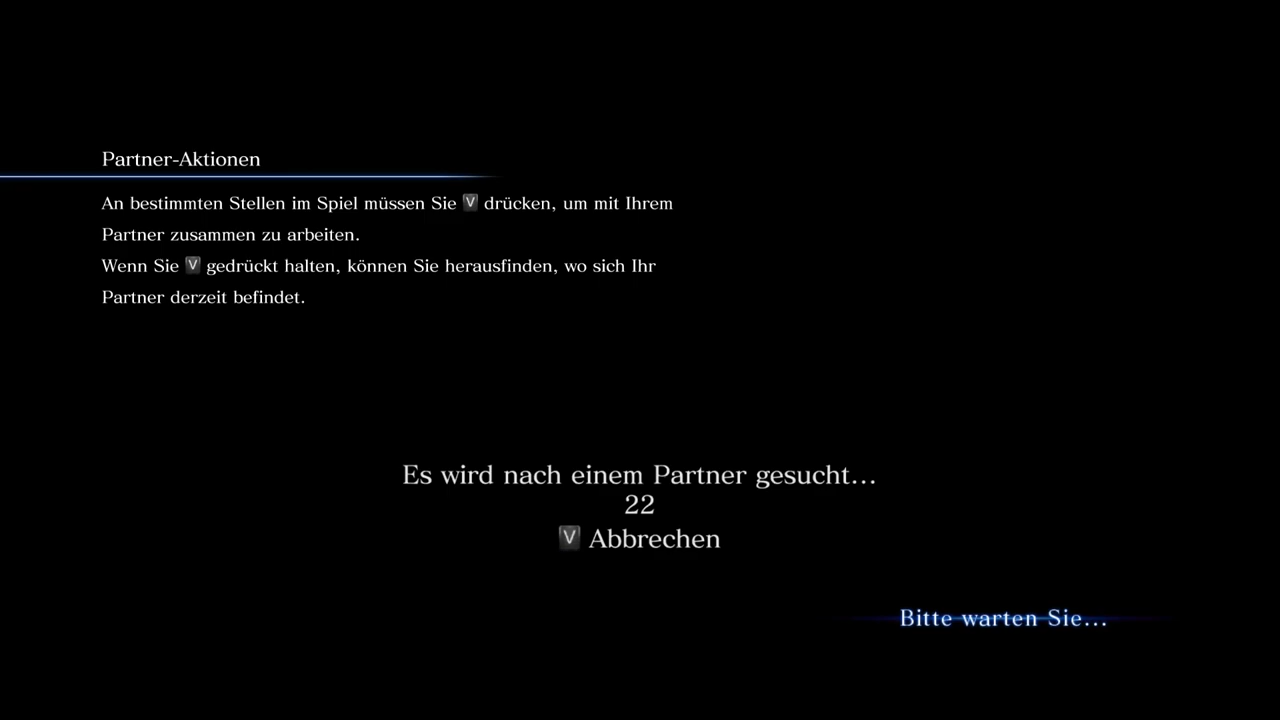 Partner-Aktionen
An bestimmten Stellen im Spiel müssen Sie V drücken, um mit Ihrem
Partner zusammen zu arbeiten.
Wenn Sie V gedrückt halten, können Sie herausfinden, wo sich Ihr
Partner derzeit befindet.
Es wird nach einem Partner gesucht...
22
V Abbrechen
Bitte warten Sie...